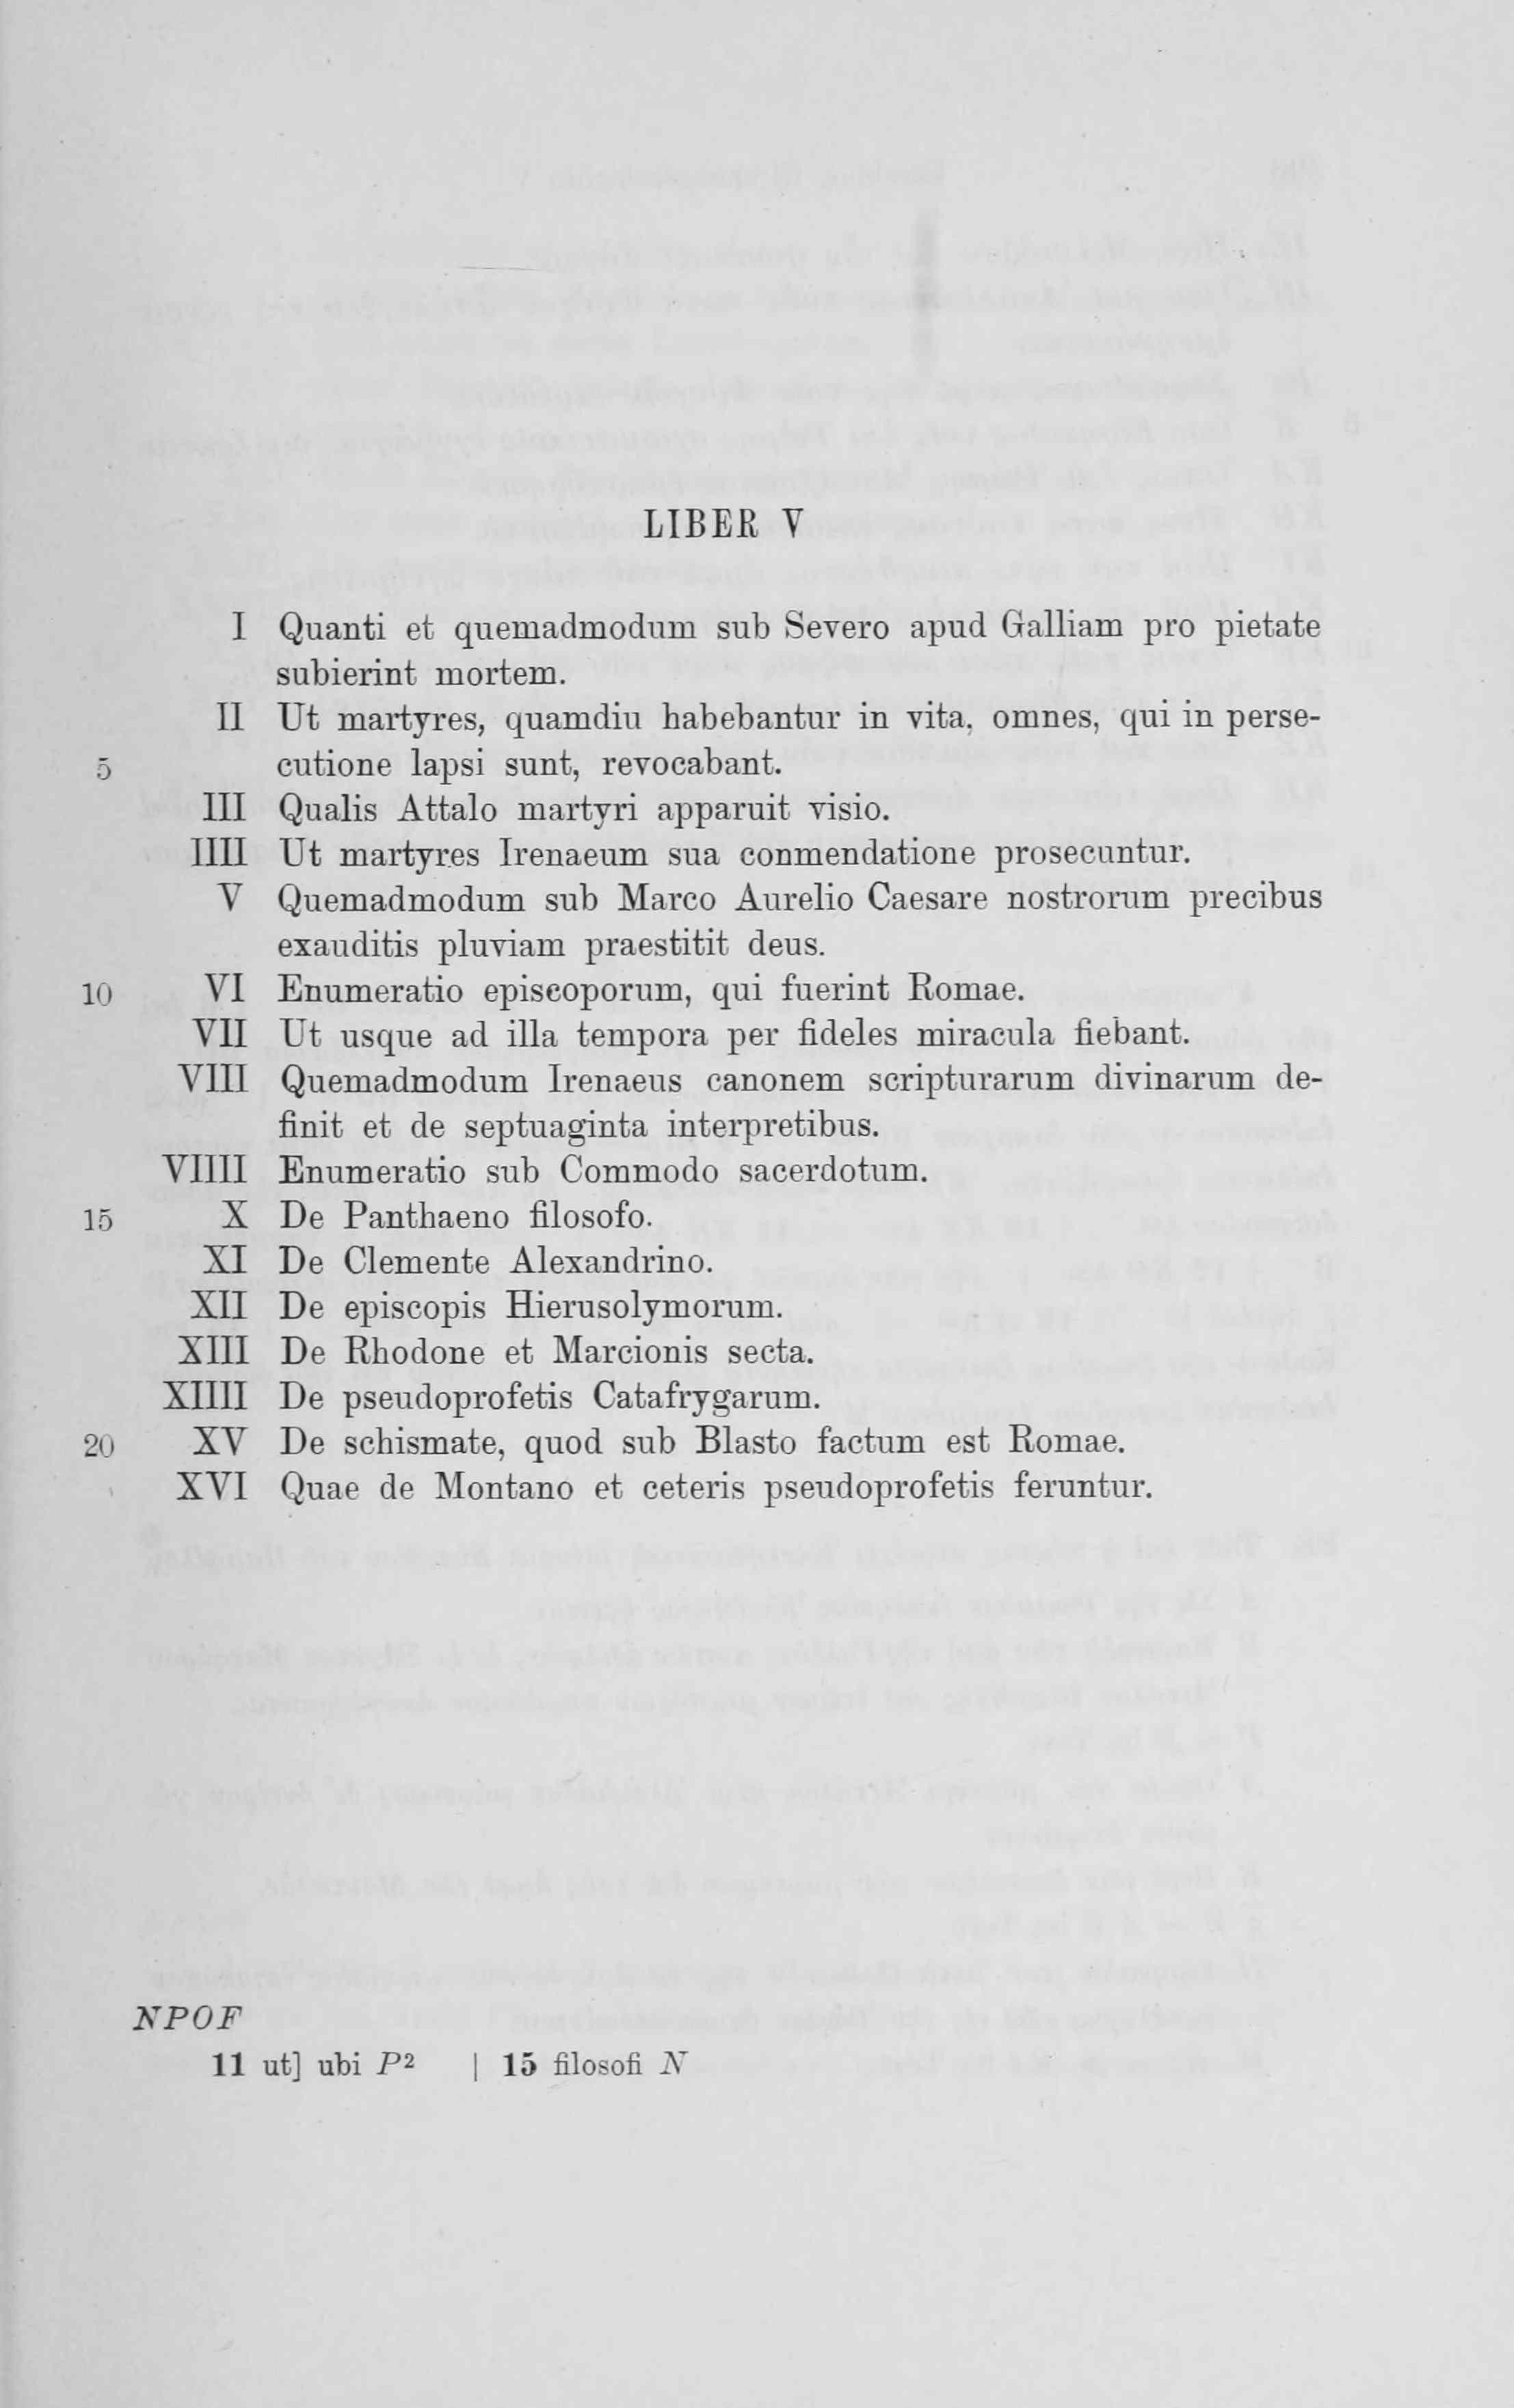 LIBER V
I Quanti et quemadmodum sub Severo apud Galliam pro pietate
subierint mortem.
II Ut martyres, quamdiu habebantur in vita, omnes, qui in perse-
5 cutione lapsi sunt, revocabant.
III Qualis Attalo martyri apparuit visio.
IIII Ut martyres Irenaeum sua conmendatione prosecuntur.
V Quemadmodum sub Marco Aurelio Caesare nostrorum precibus
exauditis pluviam praestitit deus.
10 VI Enumeratio episcoporum, qui fuerint Romae.
VII Ut usque ad illa tempora per fideles miracula fiebant.
VIII Quemadmodum Irenaeus canonem scripturarum divinarum de-
finit et de septuaginta interpretibus.
VIIII Enumeratio sub Commodo sacerdotum.
15 X De Panthaeno filosofo.
XI De Clemente Alexandrino.
XII De episcopis Hierusolymorum.
XIII De Rhodone et Marcionis secta.
XIIII De pseudoprofetis Catafrygarum.
20 XV De schismate, quod sub Blasto factum est Romae.
XVI Quae de Montano et ceteris pseudoprofetis feruntur.
NPOF
11 ut] ubi P2 | 15 filosofi N